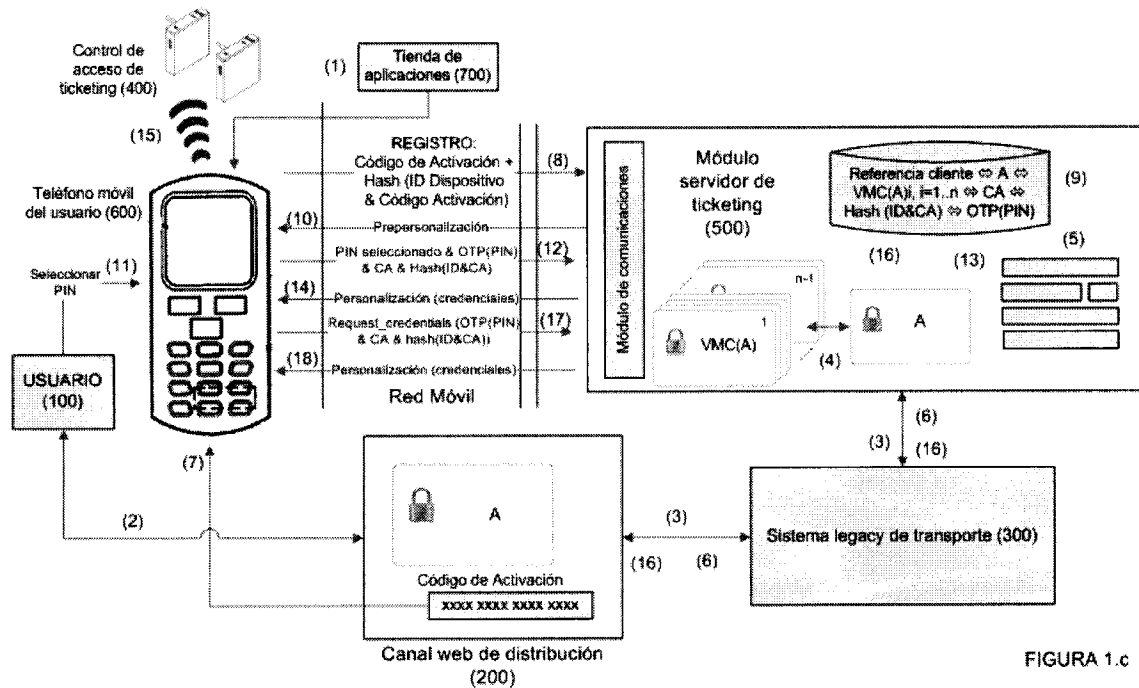 Control de
acceso de
ticketing (400)
(1)
Tienda de
aplicaciones (700)
(15)
Teléfono móvil
del usuario (600)
Seleccionar
PIN
(11)
USUARIO
(100)
REGISTRO:
Código de Activación +
Hash (ID Dispositivo
& Código Activación)
(8)
(10)
Prepersonalización
PIN seleccionado & OTP(PIN)
& CA & Hash(ID&CA)
(12)
(14)
Personalización (credenciales)
Request_credentials (OTP(PIN)
& CA & hash(ID&CA))
(17)
(18)
Personalización (credenciales)
Red Móvil
Módulo de comunicaciones
Módulo
servidor de
ticketing
(500)
Referencia cliente ⇔ A ⇔
VMC(A)i, i=1..n ⇔ CA ⇔
Hash (ID&CA) ⇔ OTP(PIN)
(9)
(16)
(13)
(5)
n-1
1
VMC(A)
(4)
A
(6)
(3)
(16)
(7)
(2)
A
Código de Activación
xxxx xxxx xxxx xxxx
(3)
(16)
(6)
Sistema legacy de transporte (300)
Canal web de distribución
(200)
FIGURA 1.c